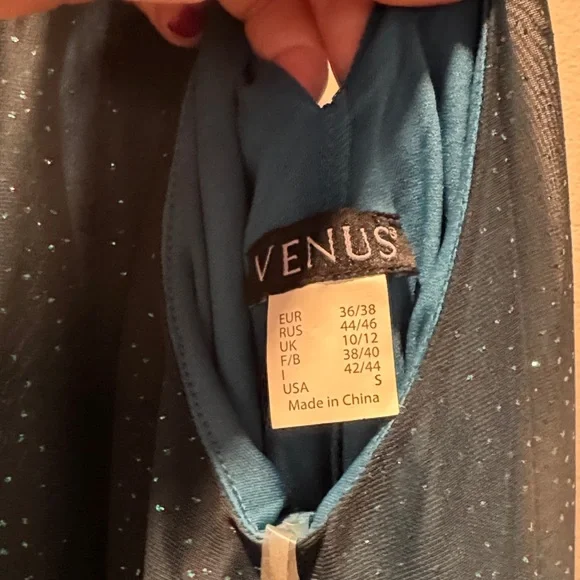 VENUS
EUR 36/38
RUS 44/46
UK 10/12
F/B 38/40
I 42/44
USA S
Made in China